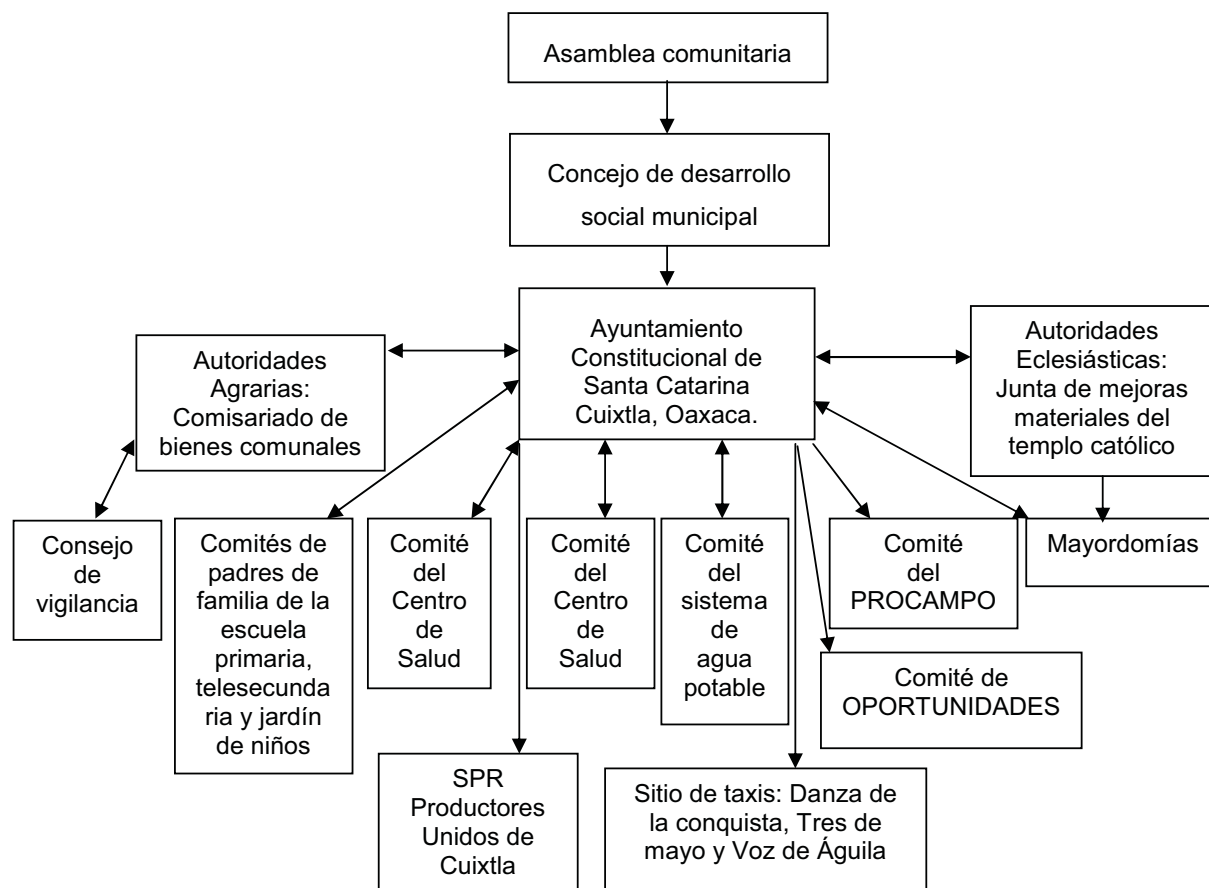 Asamblea comunitaria
Concejo de desarrollo
social municipal
Ayuntamiento
Constitucional de
Santa Catarina
Cuixtla, Oaxaca.
Autoridades
Agrarias:
Comisariado de
bienes comunales
Autoridades
Eclesiásticas:
Junta de mejoras
materiales del
templo católico
Consejo
de
vigilancia
Comités de
padres de
familia de la
escuela
primaria,
telesecunda
ria y jardín
de niños
Comité
del
Centro
de
Salud
Comité
del
Centro
de
Salud
Comité
del
sistema
de
agua
potable
Comité
del
PROCAMPO
Mayordomías
Comité de
OPORTUNIDADES
SPR
Productores
Unidos de
Cuixtla
Sitio de taxis: Danza de
la conquista, Tres de
mayo y Voz de Águila